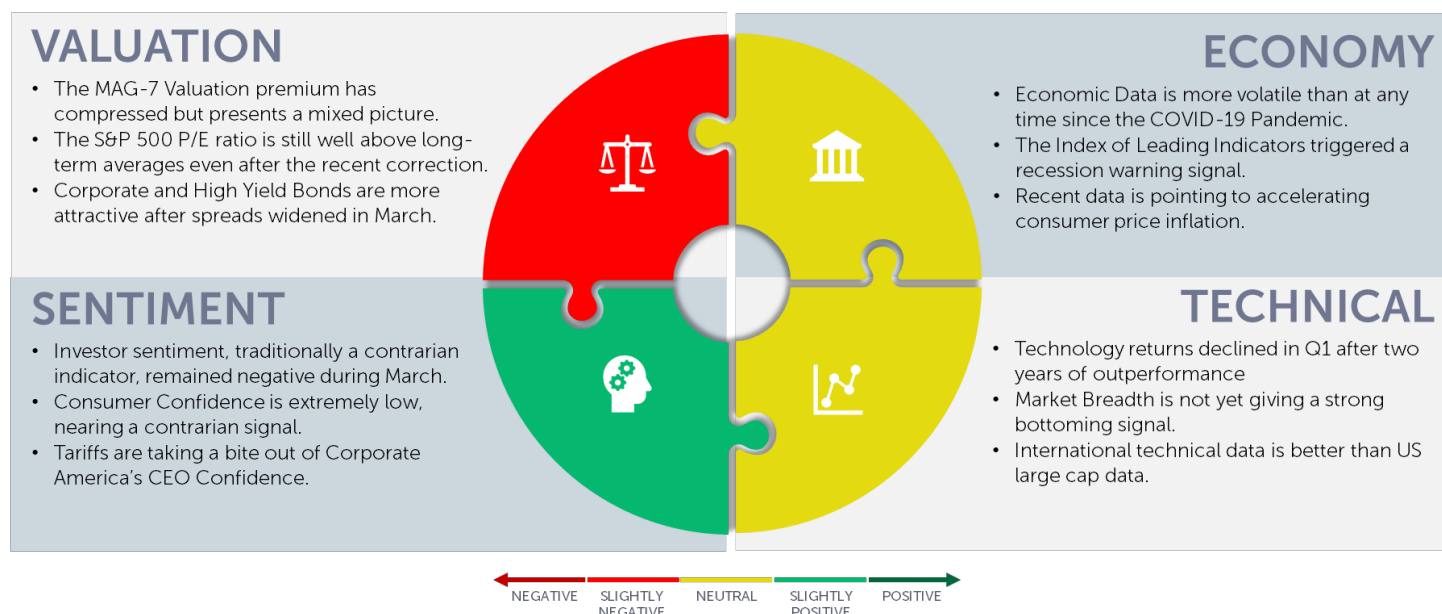 VALUATION
• The MAG-7 Valuation premium has
compressed but presents a mixed picture.
• The S&P 500 P/E ratio is still well above long-
term averages even after the recent correction.
• Corporate and High Yield Bonds are more
attractive after spreads widened in March.
ECONOMY
• Economic Data is more volatile than at any
time since the COVID-19 Pandemic.
• The Index of Leading Indicators triggered a
recession warning signal.
• Recent data is pointing to accelerating
consumer price inflation.
SENTIMENT
• Investor sentiment, traditionally a contrarian
indicator, remained negative during March.
• Consumer Confidence is extremely low,
nearing a contrarian signal.
• Tariffs are taking a bite out of Corporate
America's CEO Confidence.
TECHNICAL
• Technology returns declined in Q1 after two
years of outperformance
• Market Breadth is not yet giving a strong
bottoming signal.
• International technical data is better than US
large cap data.
NEGATIVE
SLIGHTLY
NEGATIVE
NEUTRAL
SLIGHTLY
POSITIVE
POSITIVE